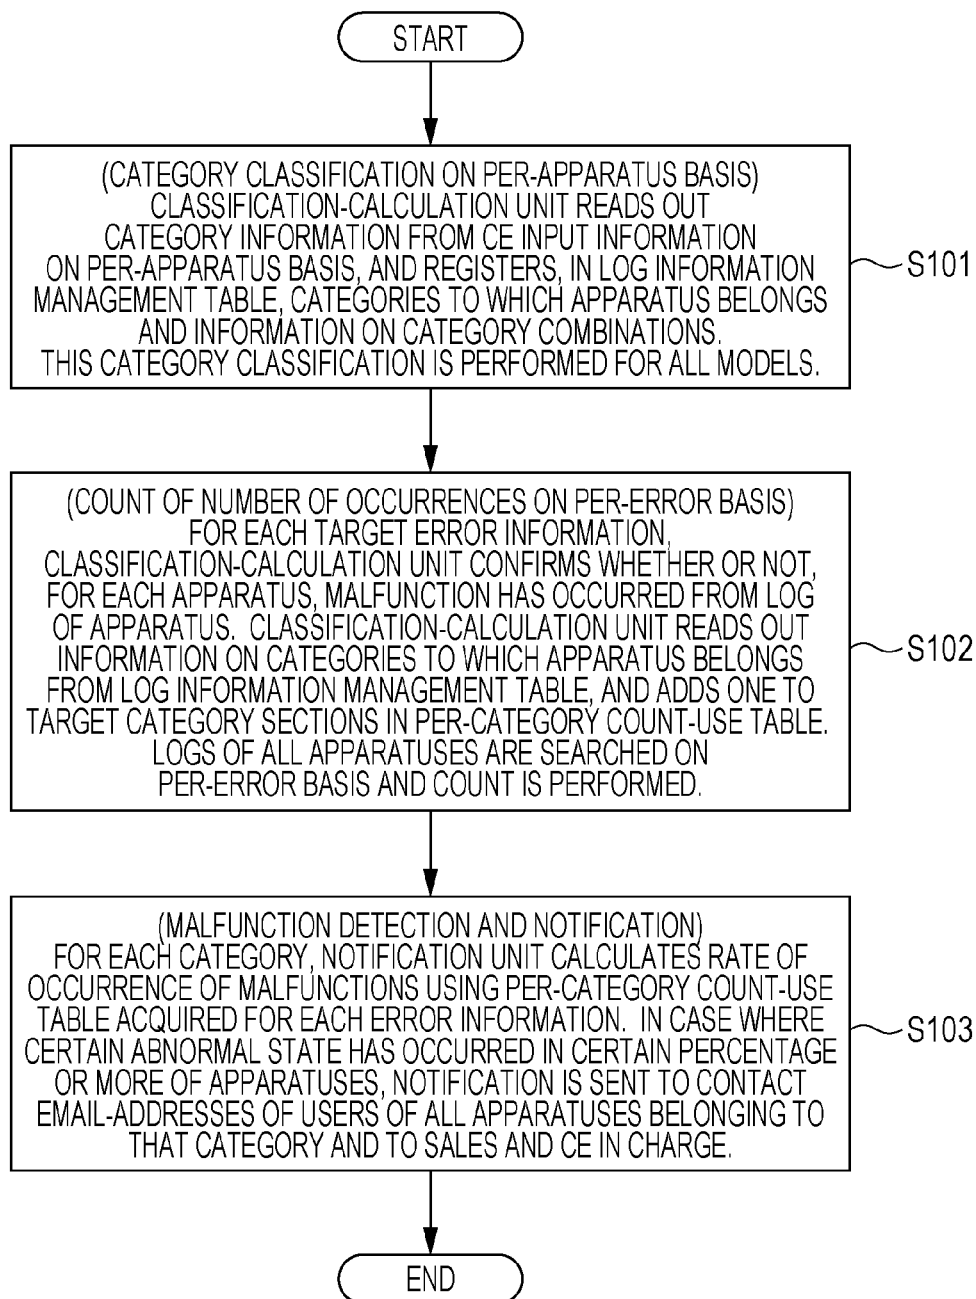 START
(CATEGORY CLASSIFICATION ON PER-APPARATUS BASIS)
CLASSIFICATION-CALCULATION UNIT READS OUT
CATEGORY INFORMATION FROM CE INPUT INFORMATION
ON PER-APPARATUS BASIS, AND REGISTERS, IN LOG INFORMATION
MANAGEMENT TABLE, CATEGORIES TO WHICH APPARATUS BELONGS
AND INFORMATION ON CATEGORY COMBINATIONS.
THIS CATEGORY CLASSIFICATION IS PERFORMED FOR ALL MODELS.
S101
(COUNT OF NUMBER OF OCCURRENCES ON PER-ERROR BASIS)
FOR EACH TARGET ERROR INFORMATION,
CLASSIFICATION-CALCULATION UNIT CONFIRMS WHETHER OR NOT,
FOR EACH APPARATUS, MALFUNCTION HAS OCCURRED FROM LOG
OF APPARATUS. CLASSIFICATION-CALCULATION UNIT READS OUT
INFORMATION ON CATEGORIES TO WHICH APPARATUS BELONGS
FROM LOG INFORMATION MANAGEMENT TABLE, AND ADDS ONE TO
TARGET CATEGORY SECTIONS IN PER-CATEGORY COUNT-USE TABLE.
LOGS OF ALL APPARATUSES ARE SEARCHED ON
PER-ERROR BASIS AND COUNT IS PERFORMED.
S102
(MALFUNCTION DETECTION AND NOTIFICATION)
FOR EACH CATEGORY, NOTIFICATION UNIT CALCULATES RATE OF
OCCURRENCE OF MALFUNCTIONS USING PER-CATEGORY COUNT-USE
TABLE ACQUIRED FOR EACH ERROR INFORMATION. IN CASE WHERE
CERTAIN ABNORMAL STATE HAS OCCURRED IN CERTAIN PERCENTAGE
OR MORE OF APPARATUSES, NOTIFICATION IS SENT TO CONTACT
EMAIL-ADDRESSES OF USERS OF ALL APPARATUSES BELONGING TO
THAT CATEGORY AND TO SALES AND CE IN CHARGE.
S103
END